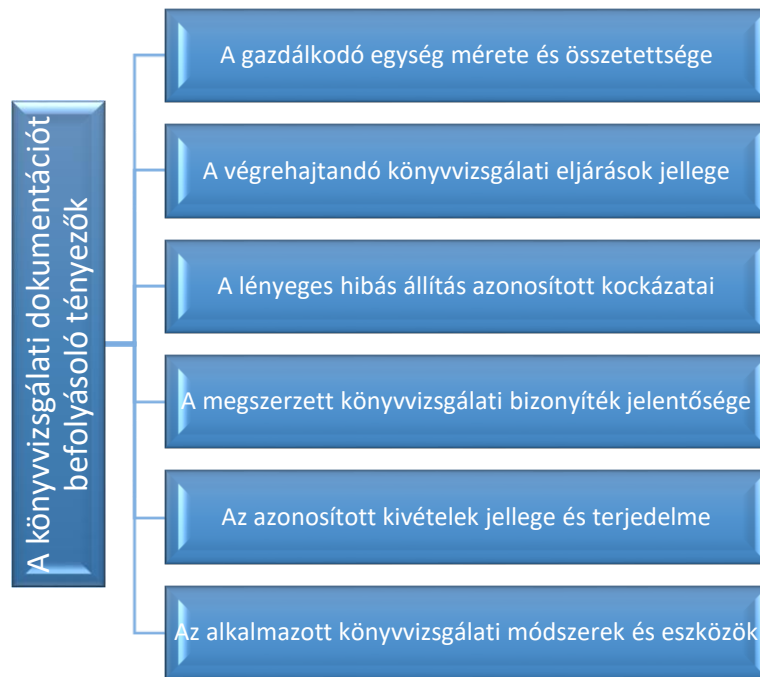 A könyvvizsgálati dokumentációt
befolyásoló tényezők
A gazdálkodó egység mérete és összetettsége
A végrehajtandó könyvvizsgálati eljárások jellege
A lényeges hibás állítás azonosított kockázatai
A megszerzett könyvvizsgálati bizonyíték jelentősége
Az azonosított kivételek jellege és terjedelme
Az alkalmazott könyvvizsgálati módszerek és eszközök